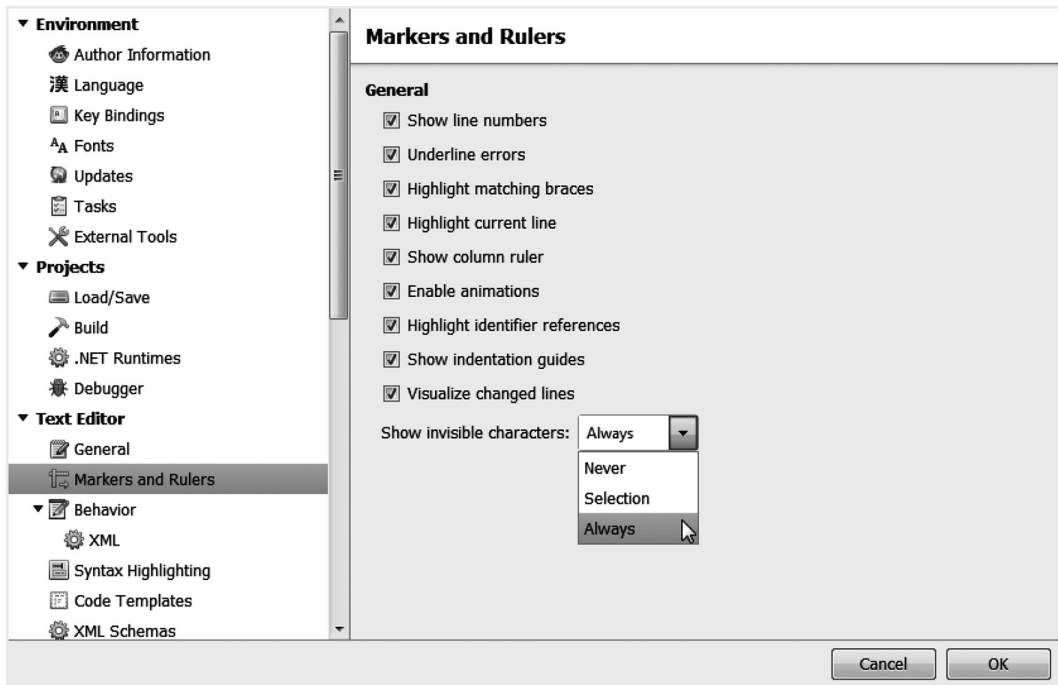 Environment
Author Information
漢 Language
Key Bindings
AA Fonts
Updates
Tasks
External Tools
Projects
Load/Save
Build
.NET Runtimes
Debugger
Text Editor
General
Markers and Rulers
Behavior
XML
Syntax Highlighting
Code Templates
XML Schemas
Markers and Rulers
General
Show line numbers
Underline errors
Highlight matching braces
Highlight current line
Show column ruler
Enable animations
Highlight identifier references
Show indentation guides
Visualize changed lines
Show invisible characters: Always
Never
Selection
Always
Cancel OK